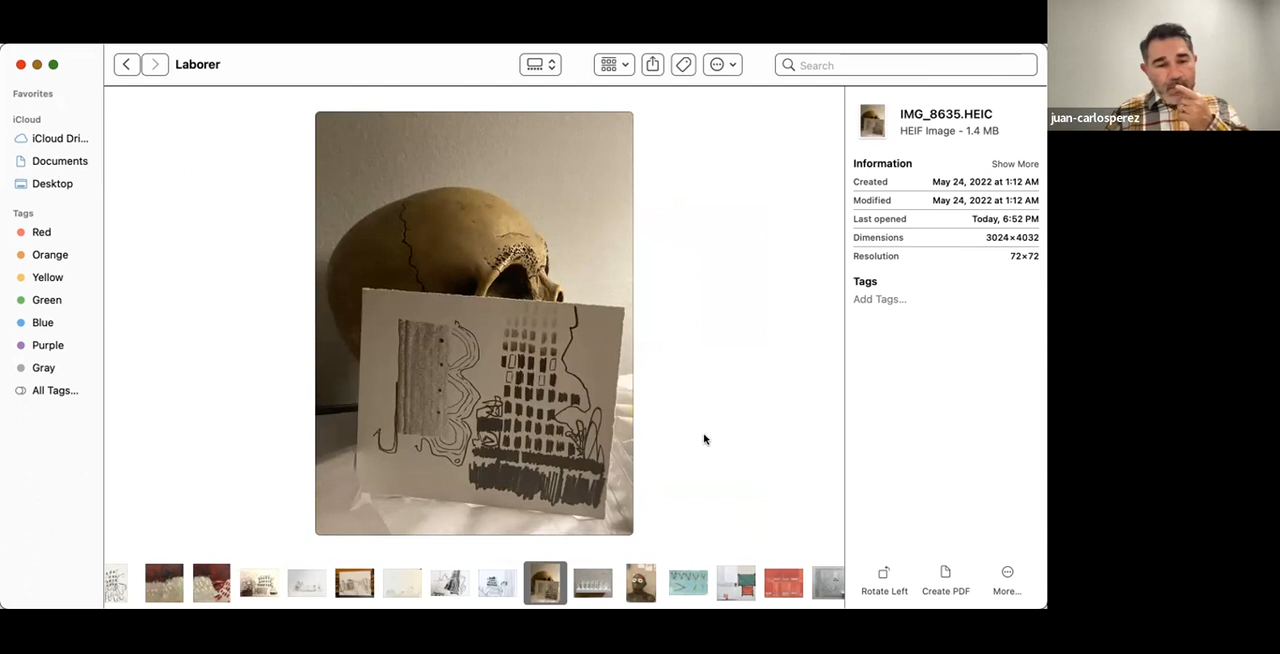 Laborer
Search
juan-carlosperez
Favorites
iCloud
iCloud Dri...
Documents
Desktop
Tags
Red
Orange
Yellow
Green
Blue
Purple
Gray
All Tags...
IMG_8635.HEIC
HEIF Image - 1.4 MB
Information Show More
Created May 24, 2022 at 1:12 AM
Modified May 24, 2022 at 1:12 AM
Last opened Today, 6:52 PM
Dimensions 3024×4032
Resolution 72×72
Tags
Add Tags...
Rotate Left Create PDF More...